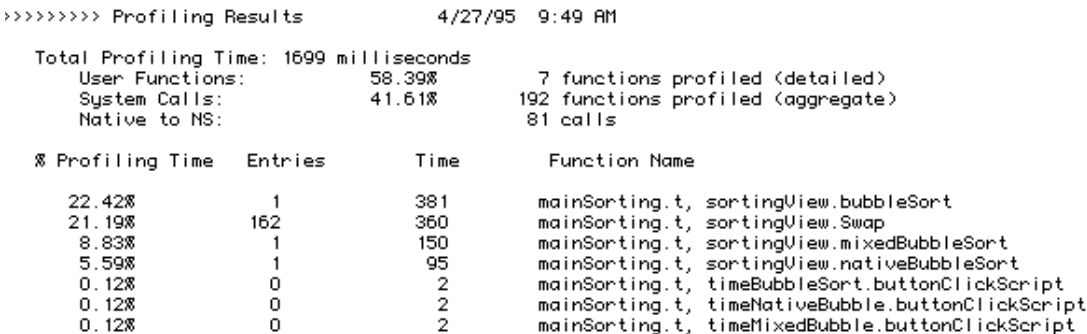 >>>>>>>>> Profiling Results 4/27/95 9:49 AM
Total Profiling Time: 1699 milliseconds
User Functions: 58.39% 7 functions profiled (detailed)
System Calls: 41.61% 192 functions profiled (aggregate)
Native to NS: 81 calls
% Profiling Time Entries Time Function Name
22.42% 1 381 mainSorting.t, sortingView.bubbleSort
21.19% 162 360 mainSorting.t, sortingView.Swap
8.83% 1 150 mainSorting.t, sortingView.mixedBubbleSort
5.59% 1 95 mainSorting.t, sortingView.nativeBubbleSort
0.12% 0 2 mainSorting.t, timeBubbleSort.buttonClickScript
0.12% 0 2 mainSorting.t, timeNativeBubble.buttonClickScript
0.12% 0 2 mainSorting.t, timeMixedBubble.buttonClickScript